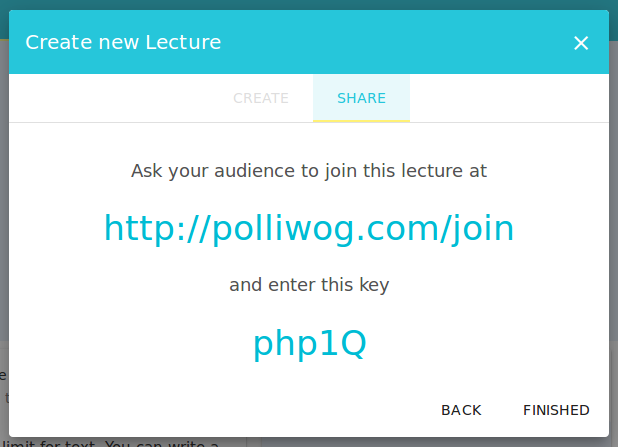 Create new Lecture
CREATE SHARE
Ask your audience to join this lecture at
http://polliwog.com/join
and enter this key
php1Q
BACK FINISHED
limit for text. You can write a